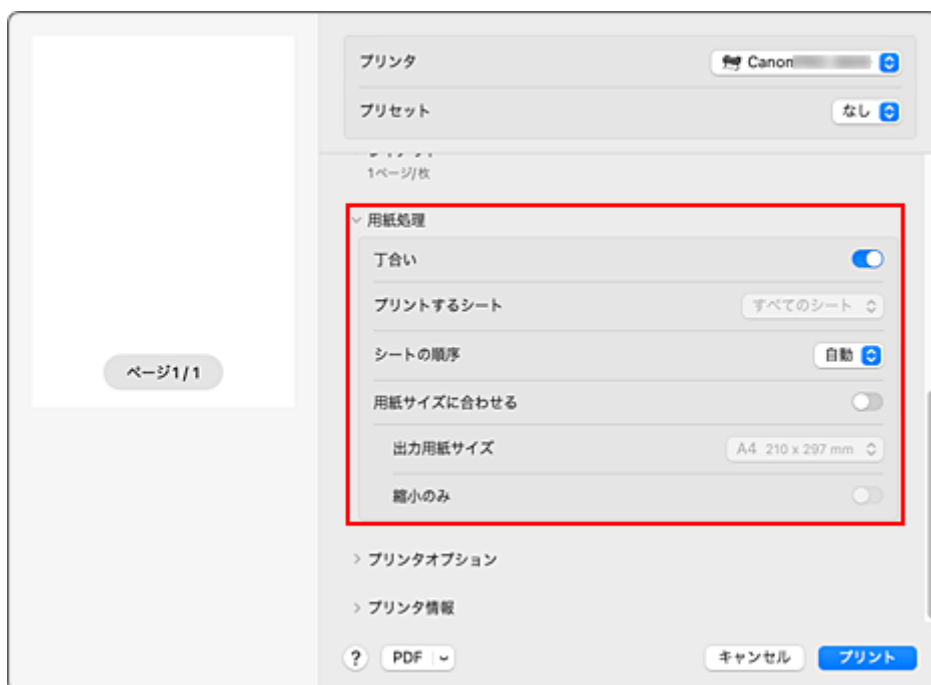 プリンタ
Canon
プリセット
なし
1ページ/枚
用紙処理
丁合い
プリントするシート
すべてのシート
シートの順序
自動
ページ1/1
用紙サイズに合わせる
出力用紙サイズ
A4 210 x 297 mm
縮小のみ
プリンタオプション
プリンタ情報
?
PDF
キャンセル
プリント